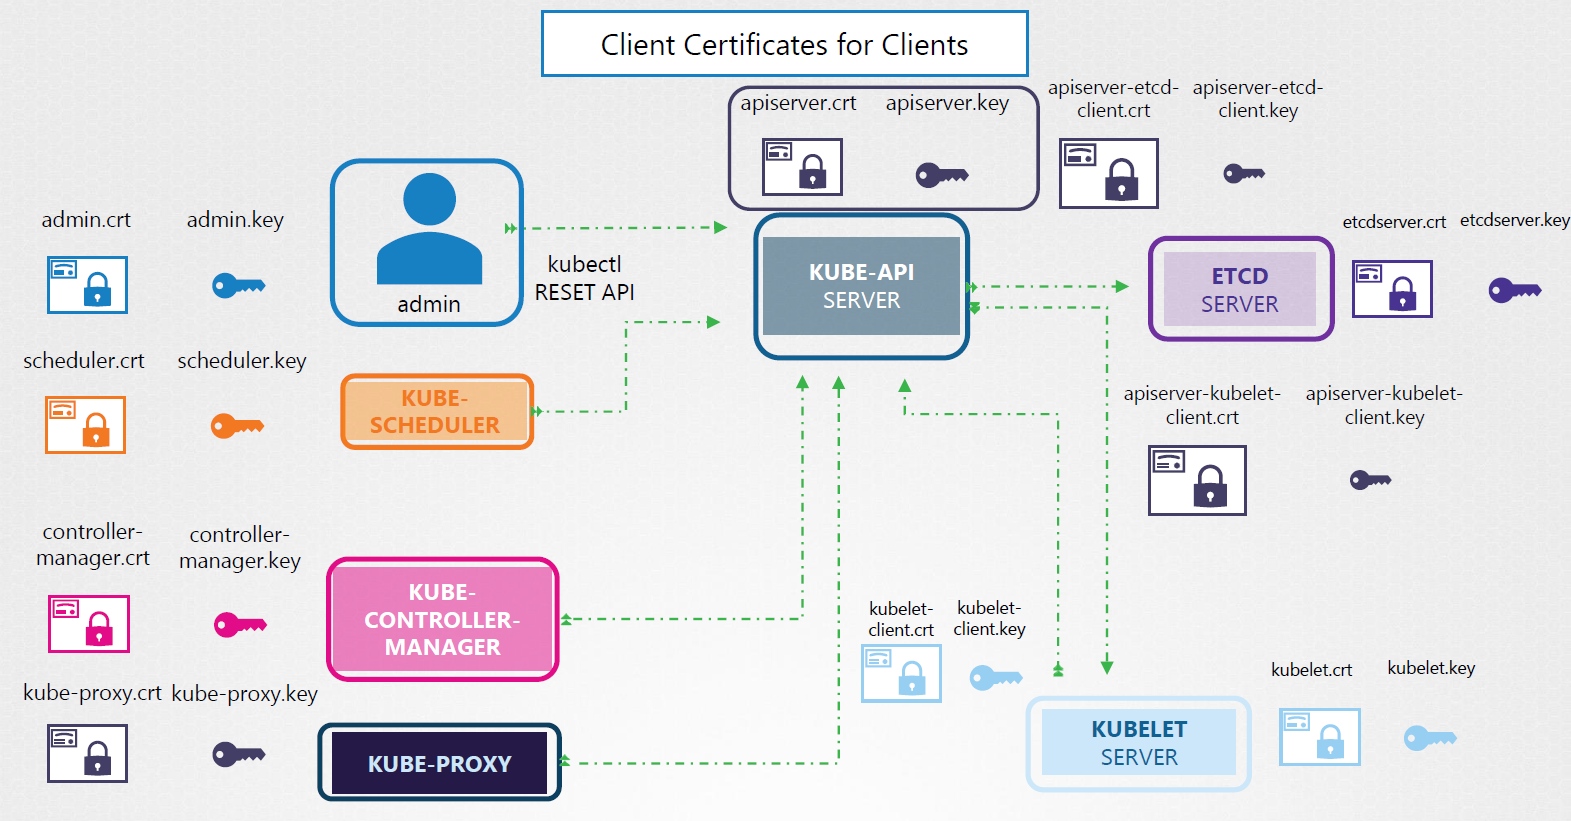 Client Certificates for Clients
apiserver.crt
apiserver.key
apiserver-etcd-
client.crt
apiserver-etcd-
client.key
admin.crt
admin.key
admin
kubectl
RESET API
KUBE-API
SERVER
ETCD
SERVER
etcdserver.crt
etcdserver.key
scheduler.crt
scheduler.key
KUBE-
SCHEDULER
apiserver-kubelet-
client.crt
apiserver-kubelet-
client.key
controller-
manager.crt
controller-
manager.key
KUBE-
CONTROLLER-
MANAGER
kubelet-
client.crt
kubelet-
client.key
kube-proxy.crt
kube-proxy.key
KUBE-PROXY
KUBELET
SERVER
kubelet.crt
kubelet.key